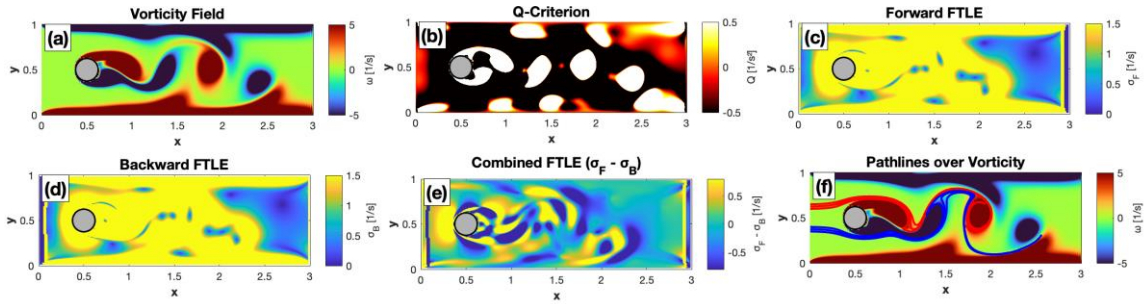 Vorticity Field
(a)
y
1
0.5
0
0
0.5
1
1.5
2
2.5
3
x
5
0
-5
ω [1/s]
Q-Criterion
(b)
y
1
0.5
0
0
0.5
1
1.5
2
2.5
3
x
0.5
0
-0.5
Q [1/s²]
Forward FTLE
(c)
y
1
0.5
0
0
0.5
1
1.5
2
2.5
3
x
1.5
1
0.5
0
σF [1/s]
Backward FTLE
(d)
y
1
0.5
0
0
0.5
1
1.5
2
2.5
3
x
1.5
1
0.5
0
σB [1/s]
Combined FTLE (σF - σB)
(e)
y
1
0.5
0
0
0.5
1
1.5
2
2.5
3
x
0.5
0
-0.5
σF - σB [1/s]
Pathlines over Vorticity
(f)
y
1
0.5
0
0
0.5
1
1.5
2
2.5
3
x
5
0
-5
ω [1/s]